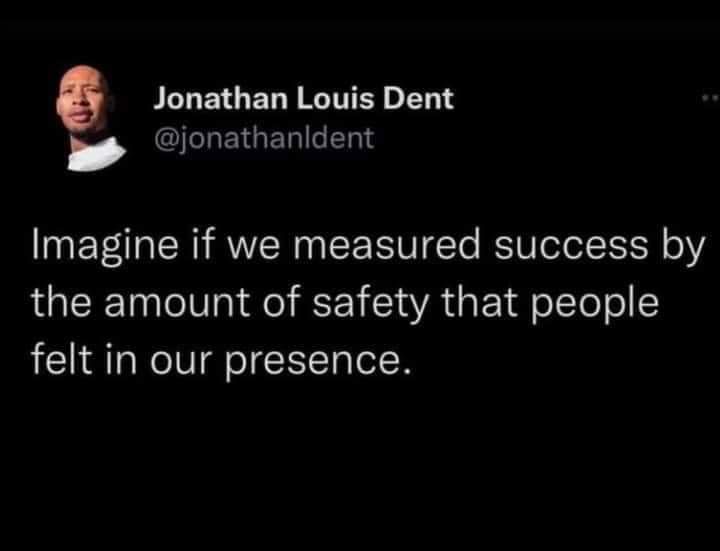 Jonathan Louis Dent
@jonathanldent
Imagine if we measured success by
the amount of safety that people
felt in our presence.